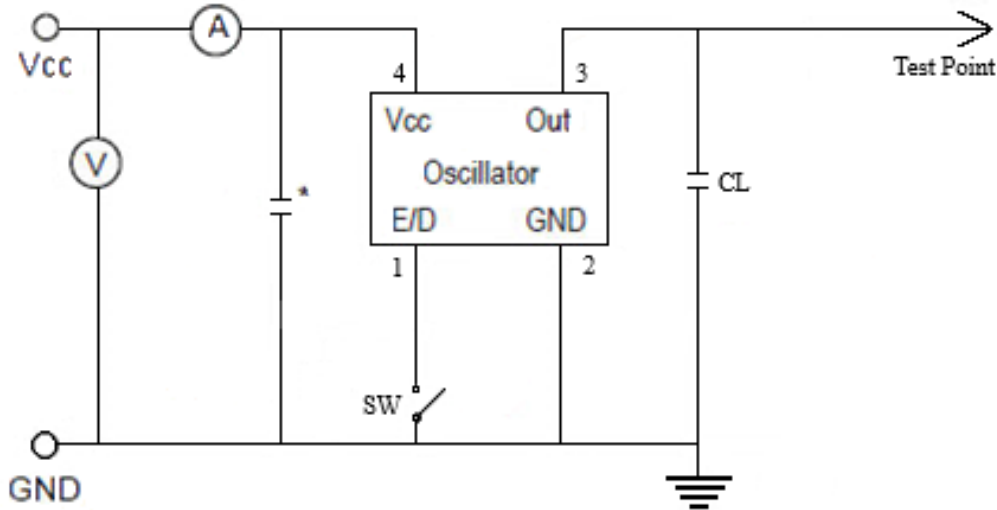 A
Vcc
Test Point
4
3
Vcc
Out
V
Oscillator
*
CL
E/D
GND
1
2
SW
GND